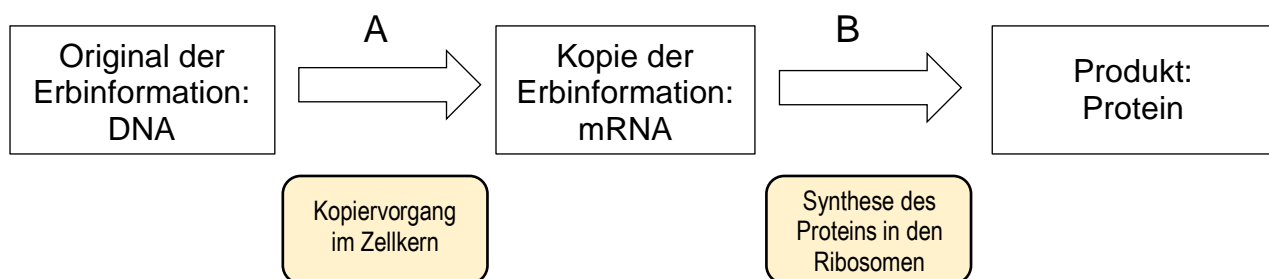 A
B
Original der
Erbinformation:
DNA
Kopie der
Erbinformation:
mRNA
Produkt:
Protein
Kopiervorgang
im Zellkern
Synthese des
Proteins in den
Ribosomen